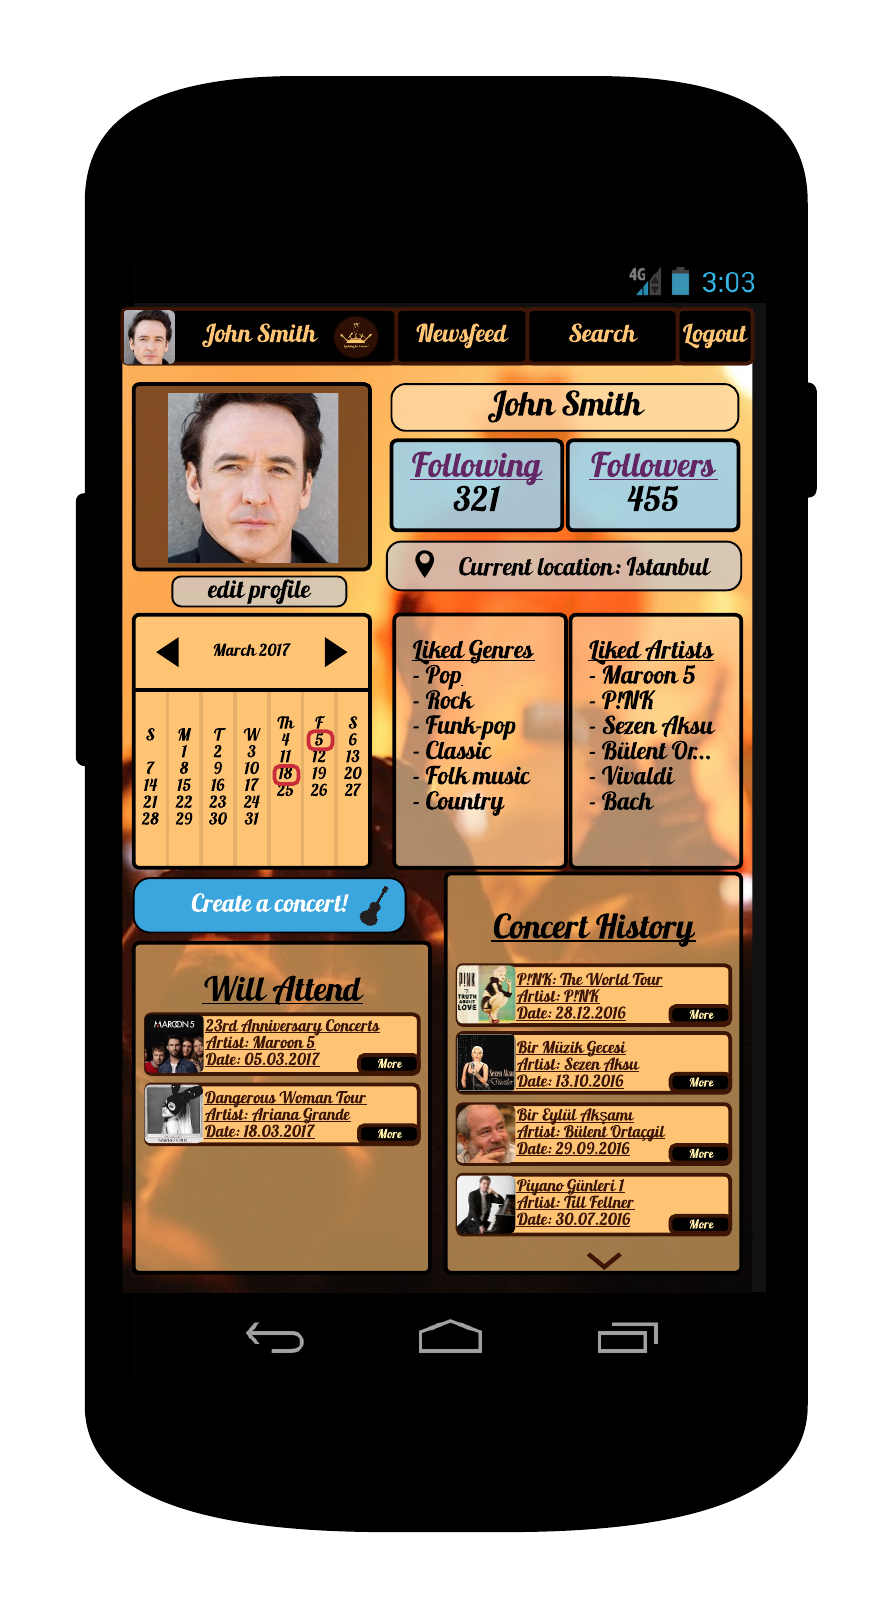 4G 3:03
John Smith
Newsfeed
Search
Logout
John Smith
Following
321
Followers
455
Current location: Istanbul
edit profile
March 2017
S M T W Th F S
1 2 3 4 5 6
7 8 9 10 11 12 13
14 15 16 17 18 19 20
21 22 23 24 25 26 27
28 29 30 31
Liked Genres
- Pop
- Rock
- Funk-pop
- Classic
- Folk music
- Country
Liked Artists
- Maroon 5
- P!NK
- Sezen Aksu
- Bülent Or...
- Vivaldi
- Bach
Create a concert!
Will Attend
MAROON 5
23rd Anniversary Concerts
Artist: Maroon 5
Date: 05.03.2017
More
Dangerous Woman Tour
Artist: Ariana Grande
Date: 18.03.2017
More
Concert History
P!NK
THE
TRUTH
ABOUT
LOVE
P!NK: The World Tour
Artist: P!NK
Date: 28.12.2016
More
Bir Müzik Gecesi
Artist: Sezen Aksu
Date: 13.10.2016
More
Bir Eylül Akşamı
Artist: Bülent Ortaçgil
Date: 29.09.2016
More
Piyano Günleri 1
Artist: Till Fellner
Date: 30.07.2016
More